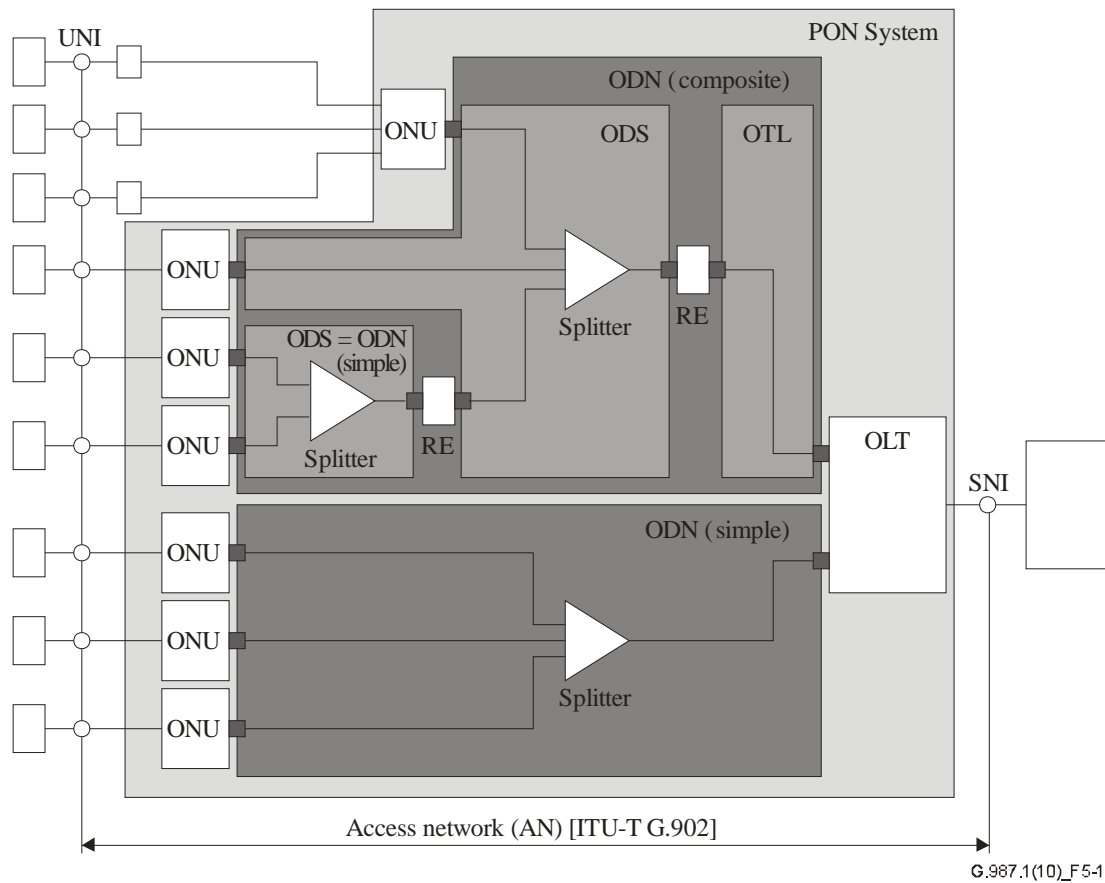 UNI
PON System
ODN (composite)
ONU
ODS
OTL
ONU
Splitter
RE
ONU
ODS = ODN
(simple)
ONU
Splitter
RE
OLT
SNI
ONU
ODN (simple)
ONU
Splitter
ONU
Access network (AN) [ITU-T G.902]
G.987.1(10)_F5-1